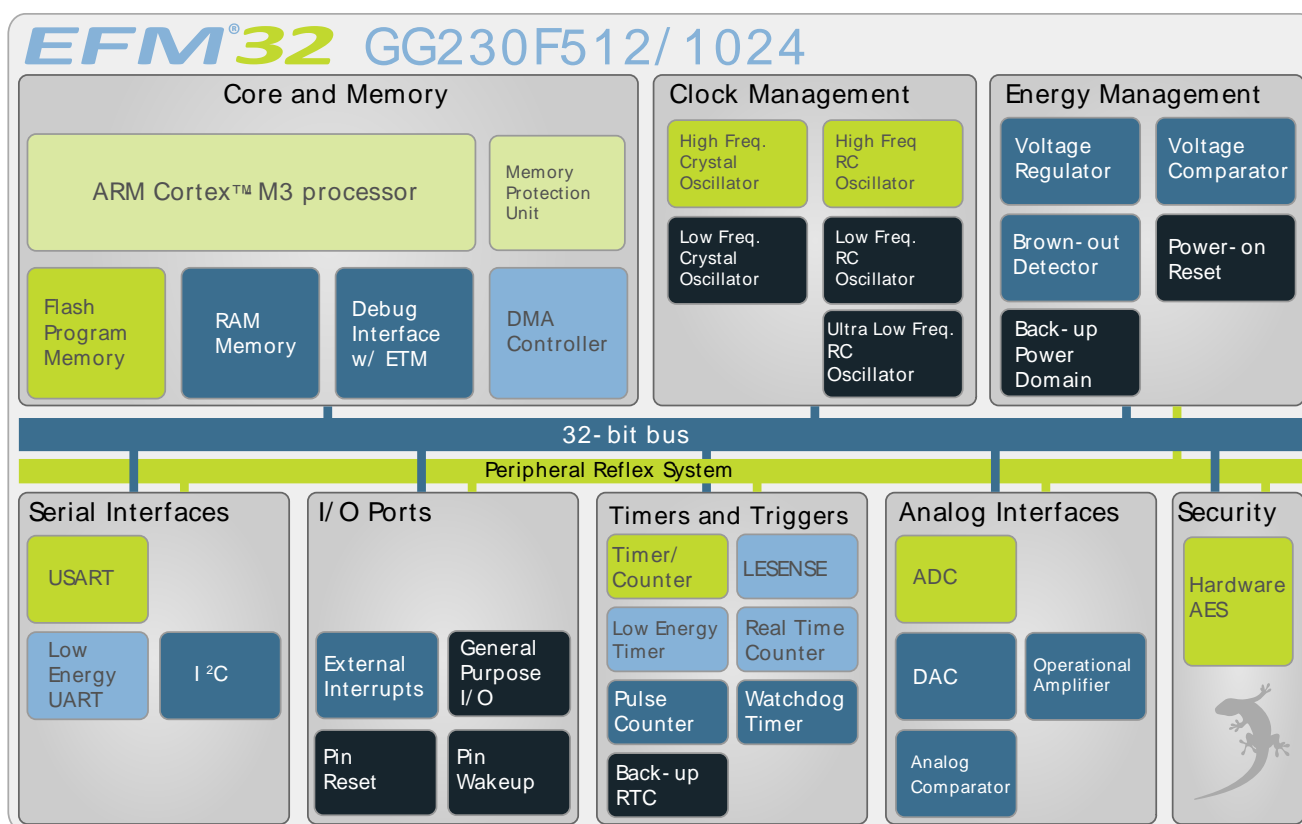 EFM®32 GG230F512/1024
Core and Memory
ARM Cortex™ M3 processor
Memory
Protection
Unit
Flash
Program
Memory
RAM
Memory
Debug
Interface
w/ ETM
DMA
Controller
Clock Management
High Freq.
Crystal
Oscillator
High Freq
RC
Oscillator
Low Freq.
Crystal
Oscillator
Low Freq.
RC
Oscillator
Ultra Low Freq.
RC
Oscillator
Energy Management
Voltage
Regulator
Voltage
Comparator
Brown-out
Detector
Power-on
Reset
Back-up
Power
Domain
32-bit bus
Peripheral Reflex System
Serial Interfaces
USART
Low
Energy
UART
I²C
I/O Ports
External
Interrupts
General
Purpose
I/O
Pin
Reset
Pin
Wakeup
Timers and Triggers
Timer/
Counter
LESENSE
Low Energy
Timer
Real Time
Counter
Pulse
Counter
Watchdog
Timer
Back-up
RTC
Analog Interfaces
ADC
DAC
Operational
Amplifier
Analog
Comparator
Security
Hardware
AES